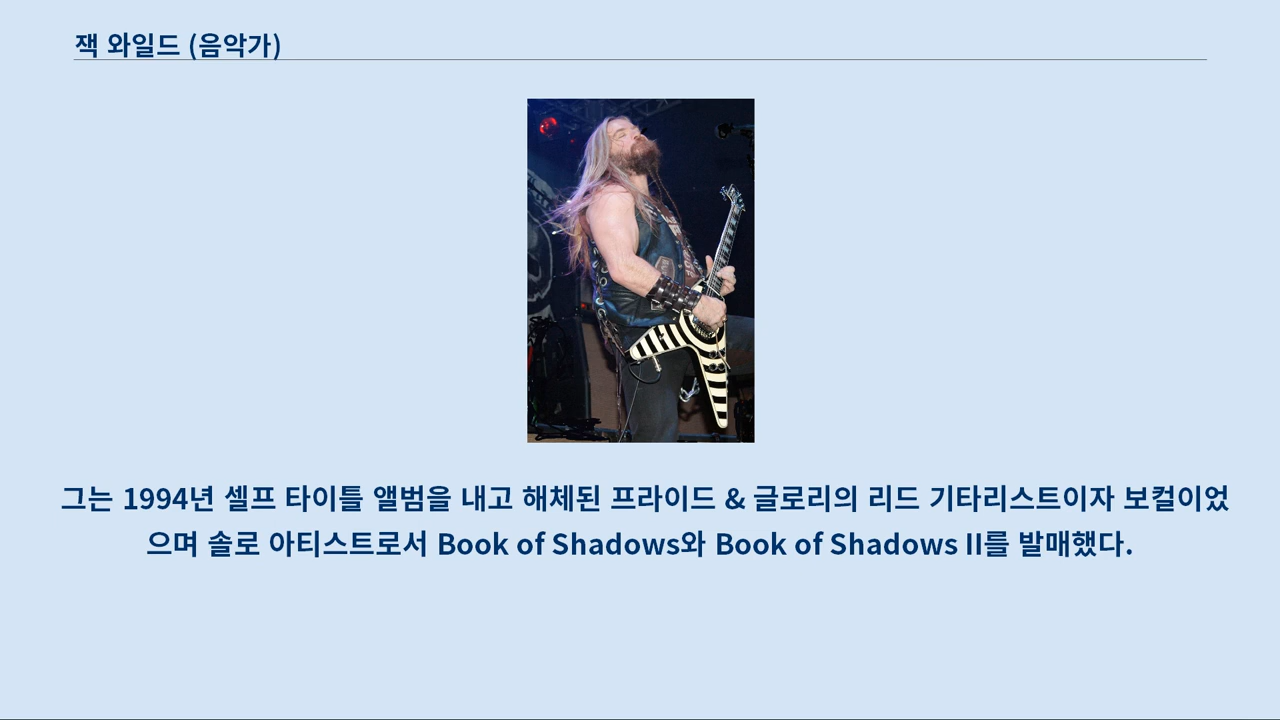 잭 와일드 (음악가)
그는 1994년 셀프 타이틀 앨범을 내고 해체된 프라이드 & 글로리의 리드 기타리스트이자 보컬이었
으며 솔로 아티스트로서 Book of Shadows와 Book of Shadows II를 발매했다.